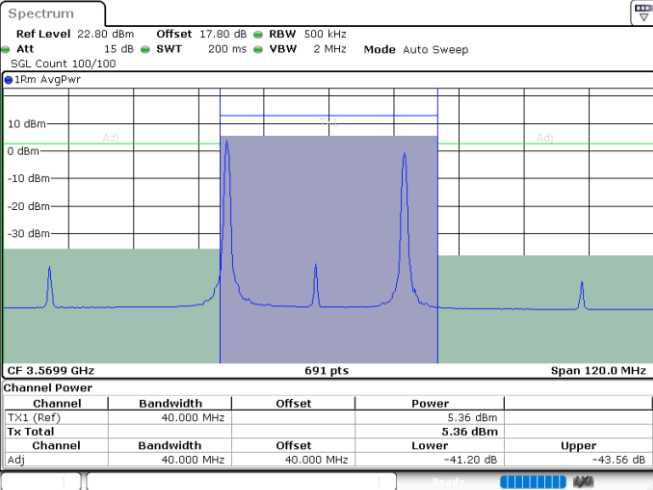 Spectrum
Ref Level 22.80 dBm Offset 17.80 dB RBW 500 kHz
Att 15 dB SWT 200 ms VBW 2 MHz Mode Auto Sweep
SGL Count 100/100
1Rm AvgPwr
10 dBm
Adj Adj
0 dBm
-10 dBm
-20 dBm
-30 dBm
CF 3.5699 GHz 691 pts Span 120.0 MHz
Channel Power
Channel Bandwidth Offset Power
TX1 (Ref) 40.000 MHz 5.36 dBm
Tx Total 5.36 dBm
Channel Bandwidth Offset Lower Upper
Adj 40.000 MHz 40.000 MHz -41.20 dB -43.56 dB